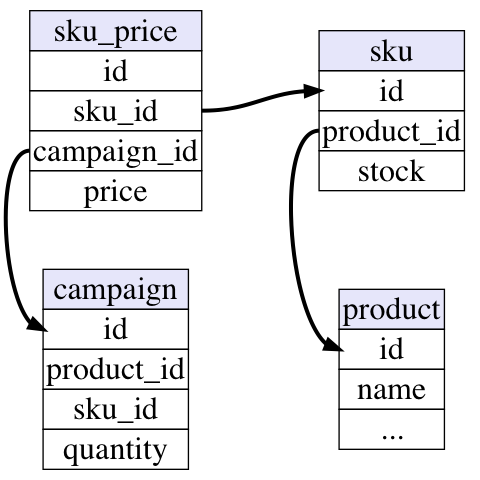 sku_price
id
sku_id
campaign_id
price
sku
id
product_id
stock
campaign
id
product_id
sku_id
quantity
product
id
name
...